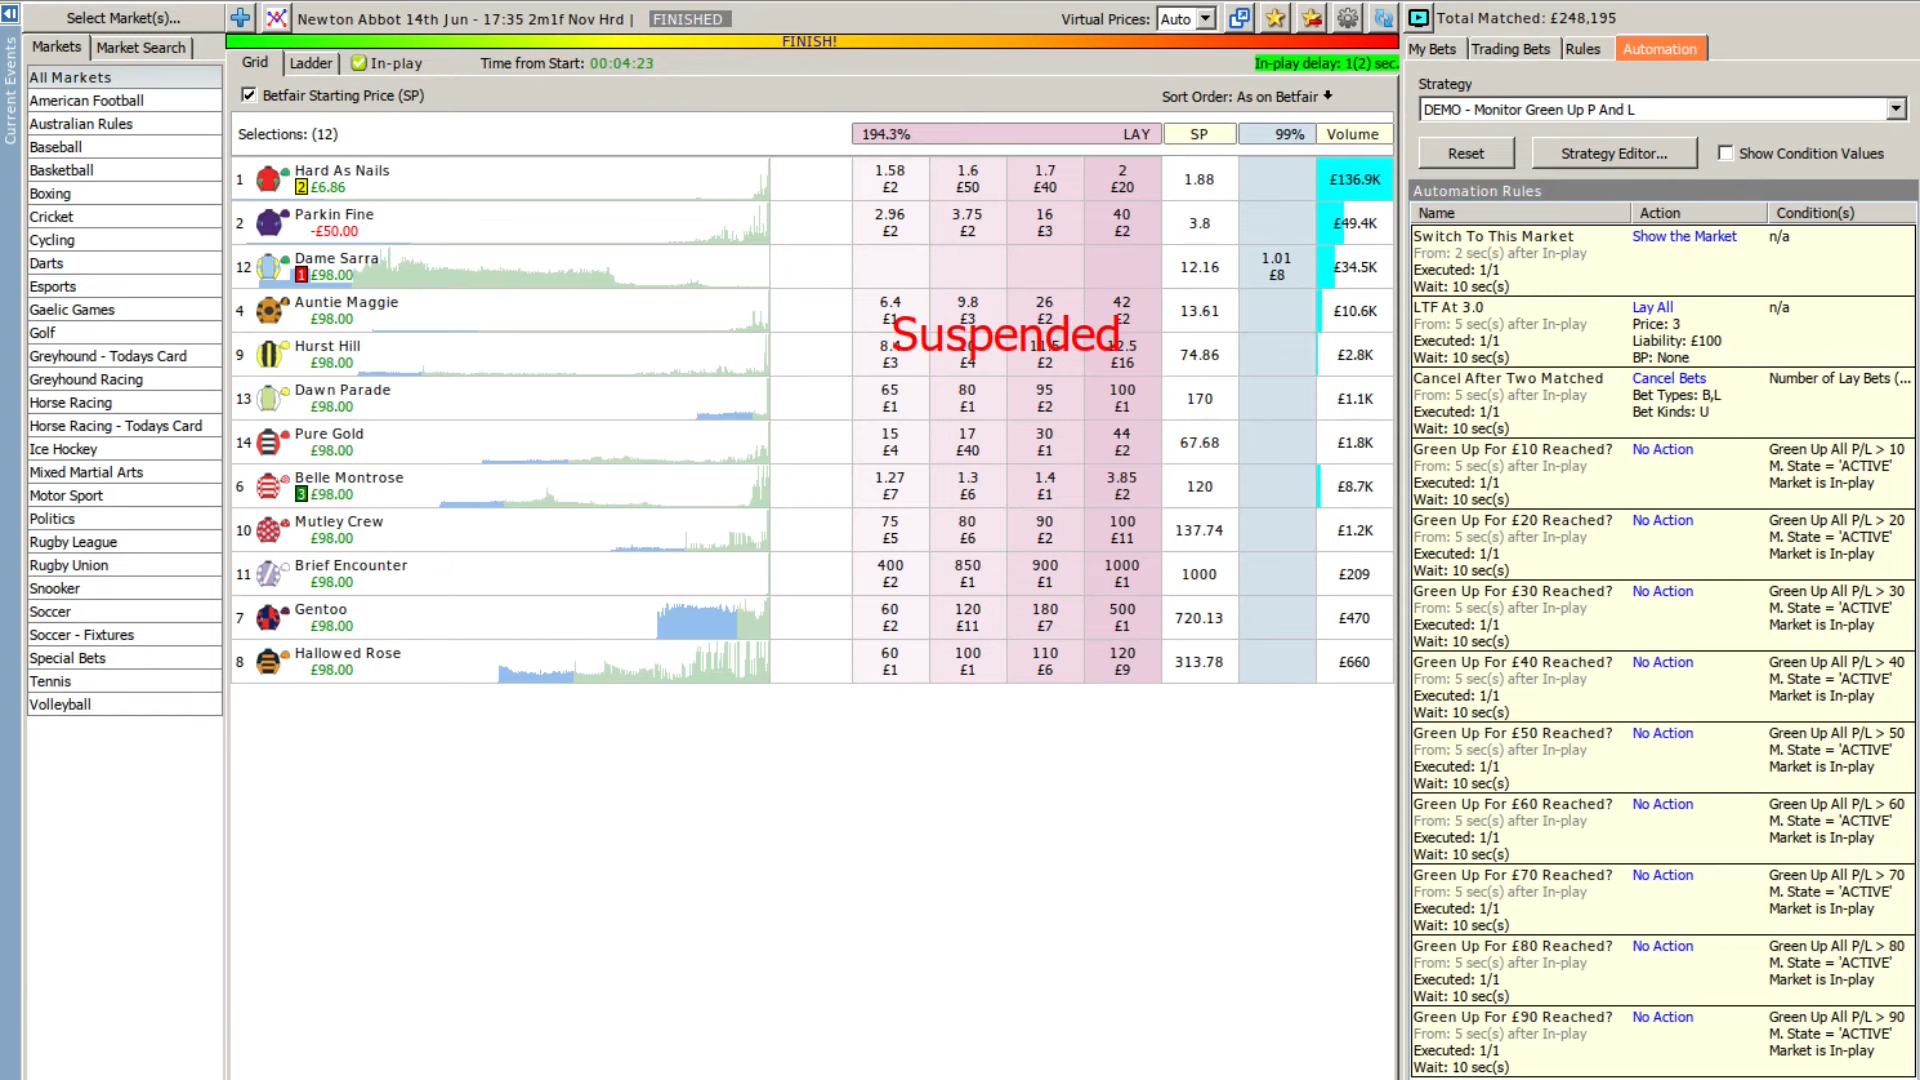 Select Market(s)...
Newton Abbot 14th Jun - 17:35 2m1f Nov Hrd | FINISHED
Virtual Prices: Auto
Total Matched: £248,195
Current Events
Markets Market Search
FINISH!
My Bets Trading Bets Rules Automation
Grid Ladder In-play Time from Start: 00:04:23 In-play delay: 1(2) sec.
Betfair Starting Price (SP) Sort Order: As on Betfair
Selections: (12) 194.3% LAY SP 99% Volume
All Markets
American Football
Australian Rules
Baseball
Basketball
Boxing
Cricket
Cycling
Darts
Esports
Gaelic Games
Golf
Greyhound - Todays Card
Greyhound Racing
Horse Racing
Horse Racing - Todays Card
Ice Hockey
Mixed Martial Arts
Motor Sport
Politics
Rugby League
Rugby Union
Snooker
Soccer
Soccer - Fixtures
Special Bets
Tennis
Volleyball
1 Hard As Nails 1.58 1.6 1.7 2 1.88 £136.9K
2 £6.86 £2 £50 £40 £20
2 Parkin Fine 2.96 3.75 16 40 3.8 £49.4K
-£50.00 £2 £2 £3 £2
12 Dame Sarra 12.16 1.01 £34.5K
1 £98.00 £8
4 Auntie Maggie 6.4 9.8 26 42 13.61 £10.6K
£98.00 £1 £3 £2 £2
Suspended
9 Hurst Hill 11.5 12.5 74.86 £2.8K
£98.00 £3 £4 £2 £16
13 Dawn Parade 65 80 95 100 170 £1.1K
£98.00 £1 £1 £2 £1
14 Pure Gold 15 17 30 44 67.68 £1.8K
£98.00 £4 £40 £1 £2
6 Belle Montrose 1.27 1.3 1.4 3.85 120 £8.7K
3 £98.00 £7 £6 £1 £2
10 Mutley Crew 75 80 90 100 137.74 £1.2K
£98.00 £5 £6 £2 £11
11 Brief Encounter 400 850 900 1000 1000 £209
£98.00 £2 £1 £1 £1
7 Gentoo 60 120 180 500 720.13 £470
£98.00 £2 £11 £7 £1
8 Hallowed Rose 60 100 110 120 313.78 £660
£98.00 £1 £1 £6 £9
Strategy
DEMO - Monitor Green Up P And L
Reset Strategy Editor... Show Condition Values
Automation Rules
Name Action Condition(s)
Switch To This Market Show the Market n/a
From: 2 sec(s) after In-play
Executed: 1/1
Wait: 10 sec(s)
LTF At 3.0 Lay All n/a
From: 5 sec(s) after In-play Price: 3
Executed: 1/1 Liability: £100
Wait: 10 sec(s) BP: None
Cancel After Two Matched Cancel Bets Number of Lay Bets (...
From: 5 sec(s) after In-play Bet Types: B,L
Executed: 1/1 Bet Kinds: U
Wait: 10 sec(s)
Green Up For £10 Reached? No Action Green Up All P/L > 10
From: 5 sec(s) after In-play M. State = 'ACTIVE'
Executed: 1/1 Market is In-play
Wait: 10 sec(s)
Green Up For £20 Reached? No Action Green Up All P/L > 20
From: 5 sec(s) after In-play M. State = 'ACTIVE'
Executed: 1/1 Market is In-play
Wait: 10 sec(s)
Green Up For £30 Reached? No Action Green Up All P/L > 30
From: 5 sec(s) after In-play M. State = 'ACTIVE'
Executed: 1/1 Market is In-play
Wait: 10 sec(s)
Green Up For £40 Reached? No Action Green Up All P/L > 40
From: 5 sec(s) after In-play M. State = 'ACTIVE'
Executed: 1/1 Market is In-play
Wait: 10 sec(s)
Green Up For £50 Reached? No Action Green Up All P/L > 50
From: 5 sec(s) after In-play M. State = 'ACTIVE'
Executed: 1/1 Market is In-play
Wait: 10 sec(s)
Green Up For £60 Reached? No Action Green Up All P/L > 60
From: 5 sec(s) after In-play M. State = 'ACTIVE'
Executed: 1/1 Market is In-play
Wait: 10 sec(s)
Green Up For £70 Reached? No Action Green Up All P/L > 70
From: 5 sec(s) after In-play M. State = 'ACTIVE'
Executed: 1/1 Market is In-play
Wait: 10 sec(s)
Green Up For £80 Reached? No Action Green Up All P/L > 80
From: 5 sec(s) after In-play M. State = 'ACTIVE'
Executed: 1/1 Market is In-play
Wait: 10 sec(s)
Green Up For £90 Reached? No Action Green Up All P/L > 90
From: 5 sec(s) after In-play M. State = 'ACTIVE'
Executed: 1/1 Market is In-play
Wait: 10 sec(s)